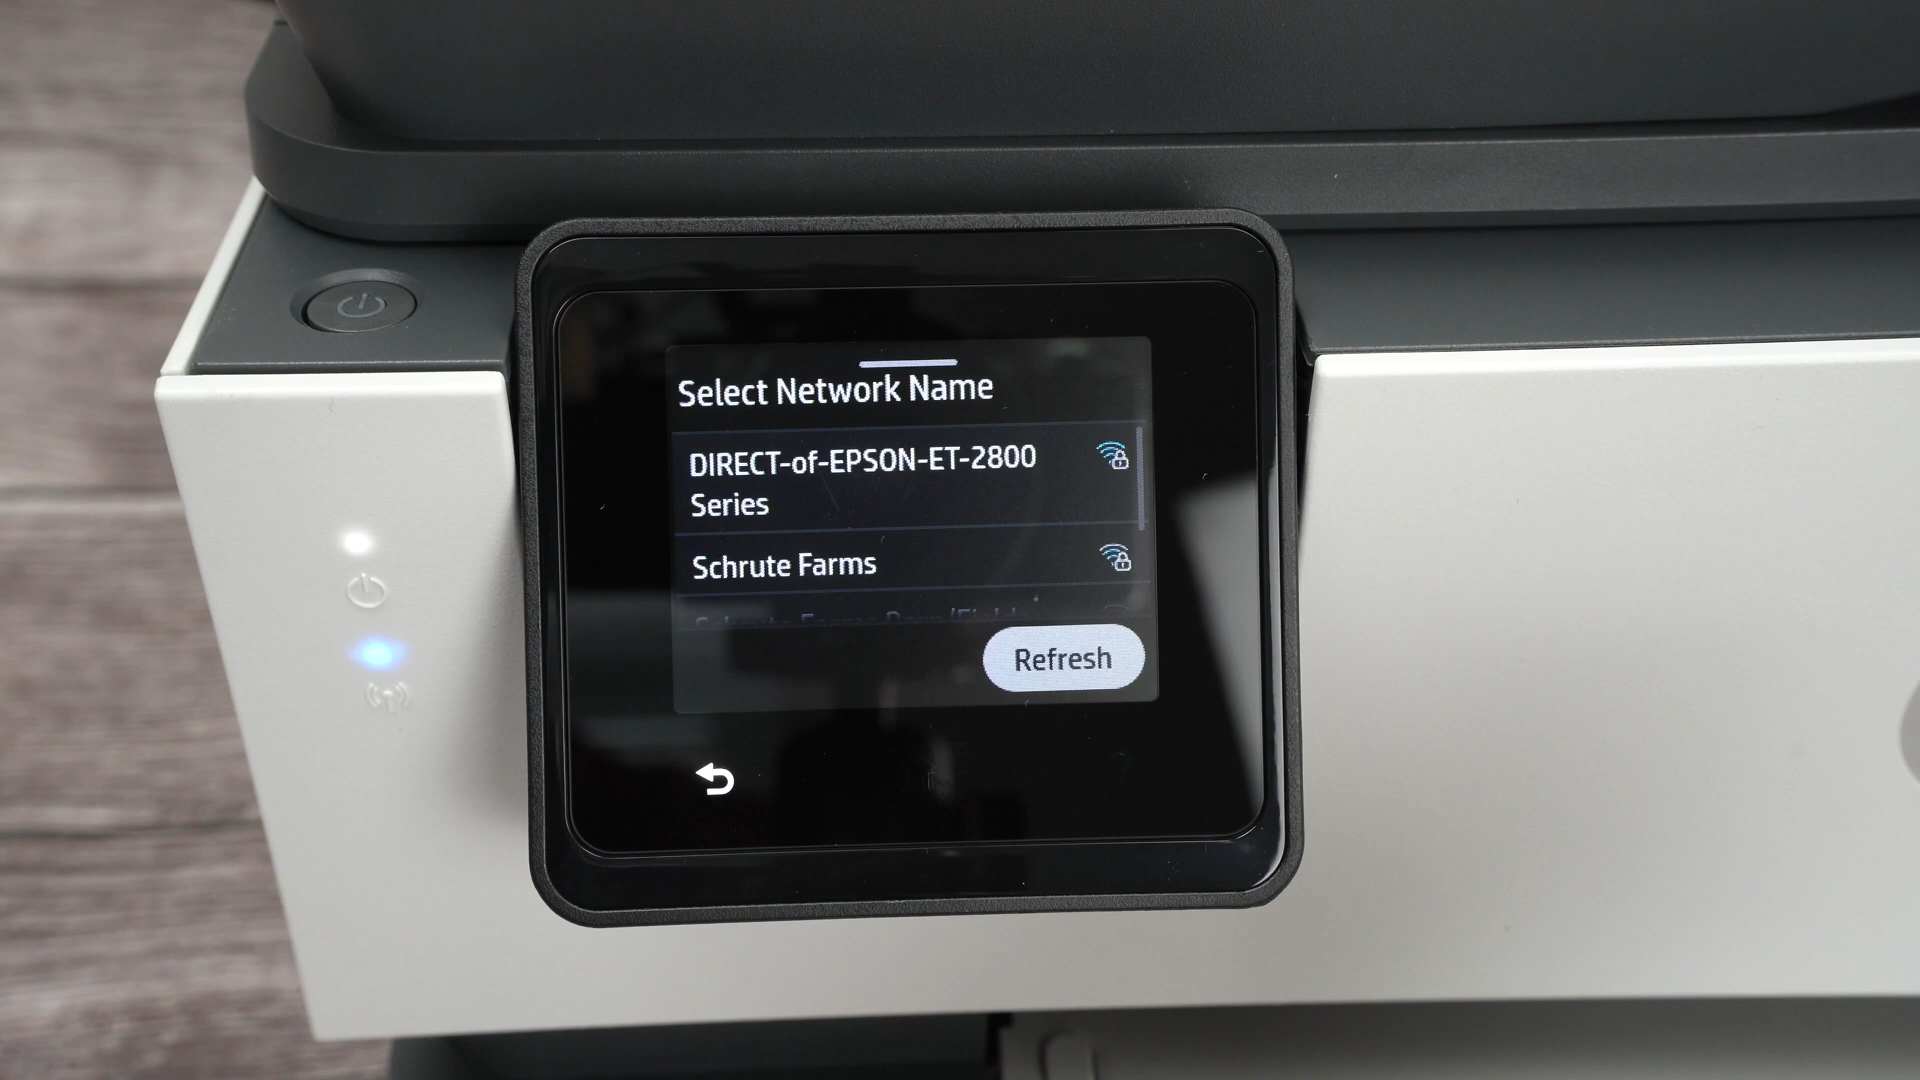 Select Network Name
DIRECT-of-EPSON-ET-2800
Series
Schrute Farms
Refresh